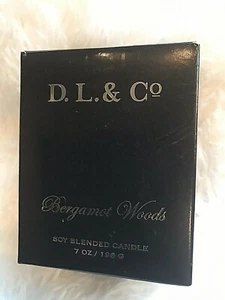 D. L. & Co
Bergamot Woods
SOY BLENDED CANDLE
7 OZ / 198 G